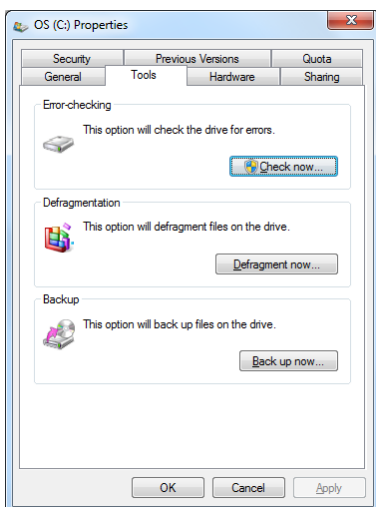 OS (C:) Properties
Security Previous Versions Quota
General Tools Hardware Sharing
Error-checking
This option will check the drive for errors.
Check now...
Defragmentation
This option will defragment files on the drive.
Defragment now...
Backup
This option will back up files on the drive.
Back up now...
OK Cancel Apply